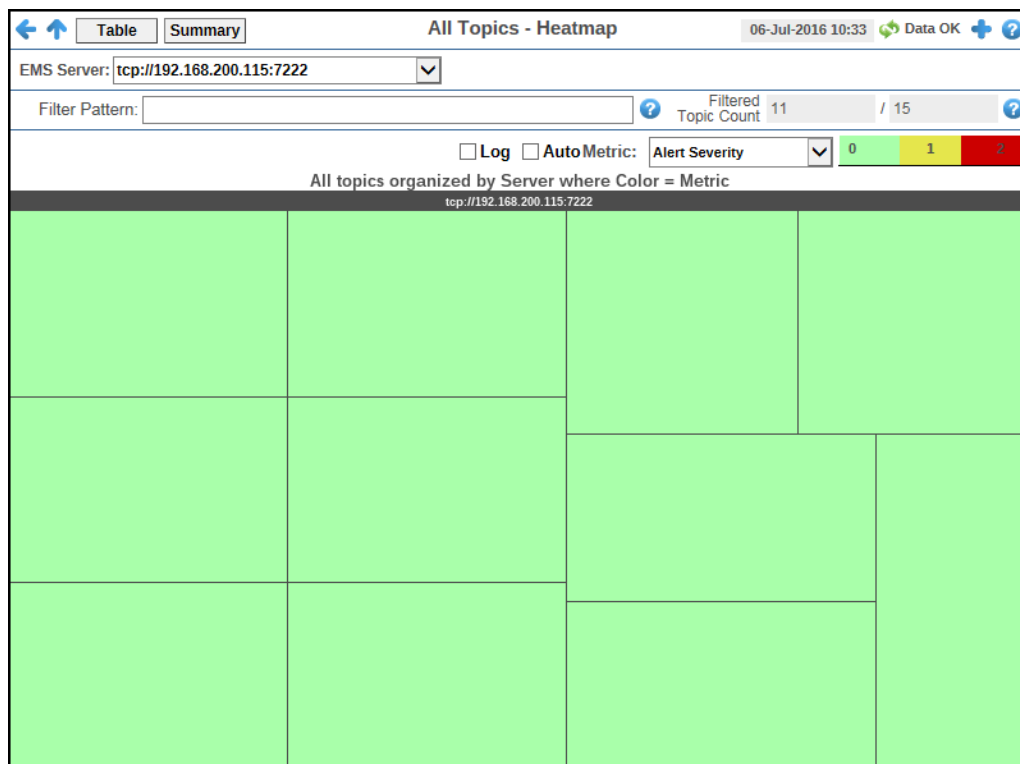 Table Summary All Topics - Heatmap 06-Jul-2016 10:33 Data OK ?
EMS Server: tcp://192.168.200.115:7222
Filter Pattern: ? Filtered Topic Count 11 / 15 ?
Log Auto Metric: Alert Severity 0 1 2
All topics organized by Server where Color = Metric
tcp://192.168.200.115:7222